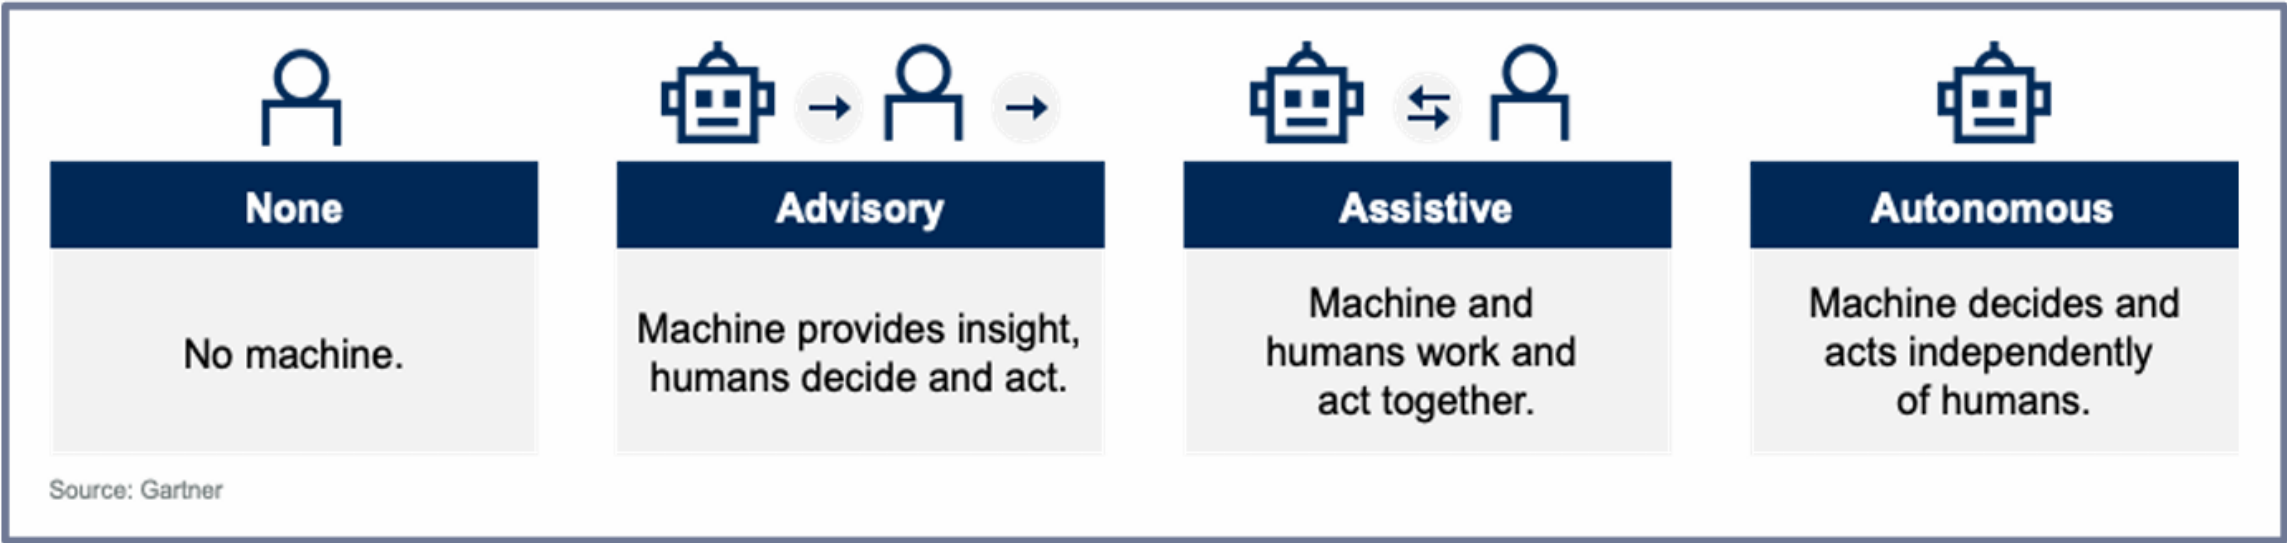 None
No machine.
Advisory
Machine provides insight,
humans decide and act.
Assistive
Machine and
humans work and
act together.
Autonomous
Machine decides and
acts independently
of humans.
Source: Gartner